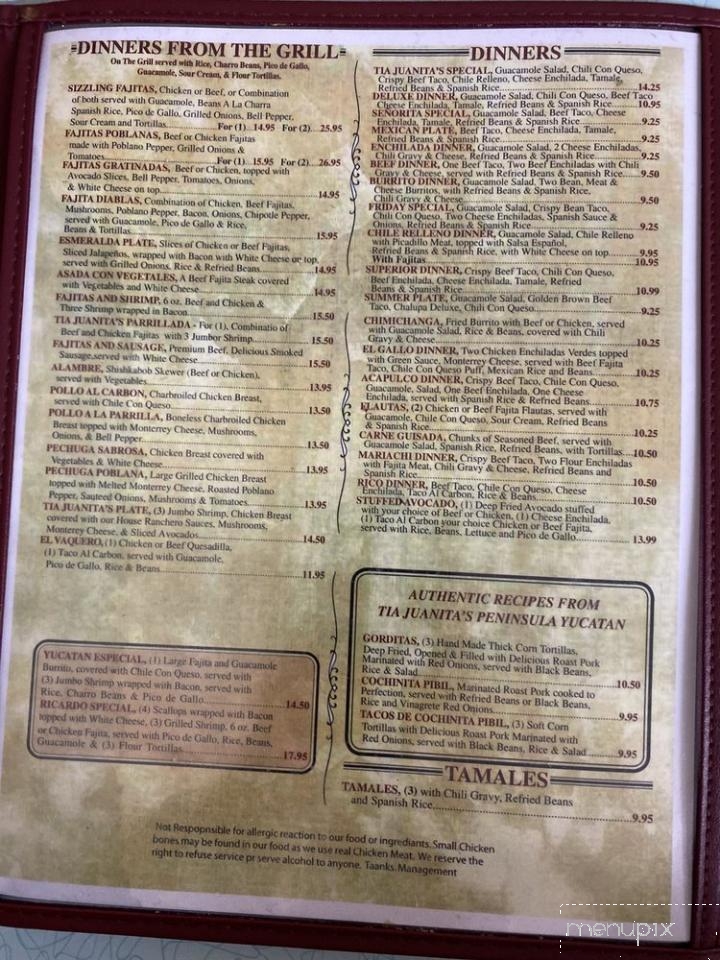 DINNERS FROM THE GRILL
On The Grill served with Rice, Charro Beans, Pico de Gallo,
Guacamole, Sour Cream, & Flour Tortillas.
SIZZLING FAJITAS, Chicken or Beef, or Combination
of both served with Guacamole, Beans A La Charra
Spanish Rice, Pico de Gallo, Grilled Onions, Bell Pepper,
Sour Cream and Tortillas. For (1). 14.95 For (2). 25.95
FAJITAS POBLANAS, Beef or Chicken Fajitas
made with Poblano Pepper, Grilled Onions &
Tomatoes. For (1). 15.95 For (2). 26.95
FAJITAS GRATINADAS, Beef or Chicken, topped with
Avocado Slices, Bell Pepper, Tomatoes, Onions,
& White Cheese on top. 14.95
FAJITA DIABLAS, Combination of Chicken, Beef Fajitas,
Mushrooms, Poblano Pepper, Bacon, Onions, Chipotle Pepper,
served with Guacamole, Pico de Gallo & Rice,
Beans & Tortillas. 15.95
ESMERALDA PLATE, Slices of Chicken or Beef Fajitas,
Sliced Jalapeños, wrapped with Bacon with White Cheese or top,
served with Grilled Onions, Rice & Refried Beans. 14.95
ASADA CON VEGETALES, A Beef Fajita Steak covered
with Vegetables and White Cheese. 14.95
FAJITAS AND SHRIMP, 6 oz. Beef and Chicken &
Three Shrimp wrapped in Bacon. 15.50
TIA JUANITA'S PARRILLADA - For (1), Combinatio of
Beef and Chicken Fajitas with 3 Jumbor Shrimp. 15.50
FAJITAS AND SAUSAGE, Premium Beef, Delicious Smoked
Sausage,served with White Cheese. 15.50
ALAMBRE, Shishkabob Skewer (Beef or Chicken),
served with Vegetables. 13.95
POLLO AL CARBON, Charbroiled Chicken Breast,
served with Chile Con Queso. 13.50
POLLO A LA PARRILLA, Boneless Charbroiled Chicken
Breast topped with Monterrey Cheese, Mushrooms,
Onions, & Bell Pepper. 13.50
PECHUGA SABROSA, Chicken Breast covered with
Vegetables & White Cheese. 13.95
PECHUGA POBLANA, Large Grilled Chicken Breast
topped with Melted Monterrey Cheese, Roasted Poblano
Pepper, Sauteed Onions, Mushrooms & Tomatoes. 13.95
TIA JUANITA'S PLATE, (3) Jumbo Shrimp, Chicken Breast
covered with our House Ranchero Sauces, Mushrooms,
Monterrey Cheese, & Sliced Avocados. 14.50
EL VAQUERO, (1) Chicken or Beef Quesadilla,
(1) Taco Al Carbon, served with Guacamole,
Pico de Gallo, Rice & Beans. 11.95
YUCATAN ESPECIAL, (1) Large Fajita and Guacamole
Burrito, covered with Chile Con Queso, served with
(3) Jumbo Shrimp wrapped with Bacon, served with
Rice, Charro Beans & Pico de Gallo. 14.50
RICARDO SPECIAL, (4) Scallops wrapped with Bacon
topped with White Cheese, (3) Grilled Shrimp, 6 oz. Beef
or Chicken Fajita, served with Pico de Gallo, Rice, Beans,
Guacamole & (3) Flour Tortillas. 17.95
DINNERS
TIA JUANITA'S SPECIAL, Guacamole Salad, Chili Con Queso,
Crispy Beef Taco, Chile Relleno, Cheese Enchilada, Tamale,
Refried Beans & Spanish Rice. 14.25
DELUXE DINNER, Guacamole Salad, Chili Con Queso, Beef Taco
Cheese Enchilada, Tamale, Refried Beans & Spanish Rice. 10.95
SEÑORITA SPECIAL, Guacamole Salad, Beef Taco, Cheese
Enchilada, Tamale, Refried Beans & Spanish Rice. 9.25
MEXICAN PLATE, Beef Taco, Cheese Enchilada, Tamale,
Refried Beans & Spanish Rice. 9.25
ENCHILADA DINNER, Guacamole Salad, 2 Cheese Enchiladas,
Chili Gravy & Cheese, Refried Beans & Spanish Rice. 9.25
BEEF DINNER, One Beef Taco, Two Beef Enchiladas with Chili
Gravy & Cheese, served with Refried Beans & Spanish Rice. 9.50
BURRITO DINNER, Guacamole Salad, Two Bean, Meat &
Cheese Burritos, with Refried Beans & Spanish Rice,
Chili Gravy & Cheese. 9.50
FRIDAY SPECIAL, Guacamole Salad, Crispy Bean Taco,
Chili Con Queso, Two Cheese Enchiladas, Spanish Sauce &
Onions, Refried Beans & Spanish Rice. 9.25
CHILE RELLENO DINNER, Guacamole Salad, Chile Relleno
with Picadillo Meat, topped with Salsa Español,
Refried Beans & Spanish Rice, with White Cheese on top. 9.95
With Fajitas. 10.95
SUPERIOR DINNER, Crispy Beef Taco, Chili Con Queso,
Beef Enchilada, Cheese Enchilada, Tamale, Refried
Beans & Spanish Rice. 10.99
SUMMER PLATE, Guacamole Salad, Golden Brown Beef
Taco, Chalupa Deluxe, Chili Con Queso. 9.25
CHIMICHANGA, Fried Burrito with Beef or Chicken, served
with Guacamole Salad, Rice & Beans, covered with Chili
Gravy & Cheese. 10.25
EL GALLO DINNER, Two Chicken Enchiladas Verdes topped
with Green Sauce, Monterrey Cheese, served with Beef Fajita
Taco, Chile Con Queso Puff, Mexican Rice and Beans. 10.25
ACAPULCO DINNER, Crispy Beef Taco, Chile Con Queso,
Guacamole, Salad, One Beef Enchilada, One Cheese
Enchilada, served with Spanish Rice & Refried Beans. 10.75
FLAUTAS, (2) Chicken or Beef Fajita Flautas, served with
Guacamole, Chile Con Queso, Sour Cream, Refried Beans
& Spanish Rice. 10.25
CARNE GUISADA, Chunks of Seasoned Beef, served with
Guacamole Salad, Spanish Rice, Refried Beans, with Tortillas. 10.50
MARIACHI DINNER, Crispy Beef Taco, Two Flour Enchiladas
with Fajita Meat, Chili Gravy & Cheese, Refried Beans and
Spanish Rice. 10.50
RICO DINNER, Beef Taco, Chile Con Queso, Cheese
Enchilada, Taco Al Carbon, Rice & Beans. 10.50
STUFED AVOCADO, (1) Deep Fried Avocado stuffed
with your choice of Beef or Chicken, (1) Cheese Enchilada,
(1) Taco Al Carbon your choice Chicken or Beef Fajita,
served with Rice, Beans, Lettuce and Pico de Gallo. 13.99
AUTHENTIC RECIPES FROM
TIA JUANITA'S PENINSULA YUCATAN
GORDITAS, (3) Hand Made Thick Corn Tortillas,
Deep Fried, Opened & Filled with Delicious Roast Pork
Marinated with Red Onions, served with Black Beans,
Rice & Salad. 10.50
COCHINITA PIBIL, Marinated Roast Pork cooked to
Perfection, served with Refried Beans or Black Beans,
Rice and Vinagrete Red Onions. 9.95
TACOS DE COCHINITA PIBIL, (3) Soft Corn
Tortillas with Delicious Roast Pork Marinated with
Red Onions, served with Black Beans, Rice & Salad. 9.95
TAMALES
TAMALES, (3) with Chili Gravy, Refried Beans
and Spanish Rice. 9.95
Not Respopnsible for allergic reaction to our food or ingrediants. Small Chicken
bones may be found in our food as we use real Chicken Meat. We reserve the
right to refuse service pr serve alcohol to anyone. Taanks. Management
menupix